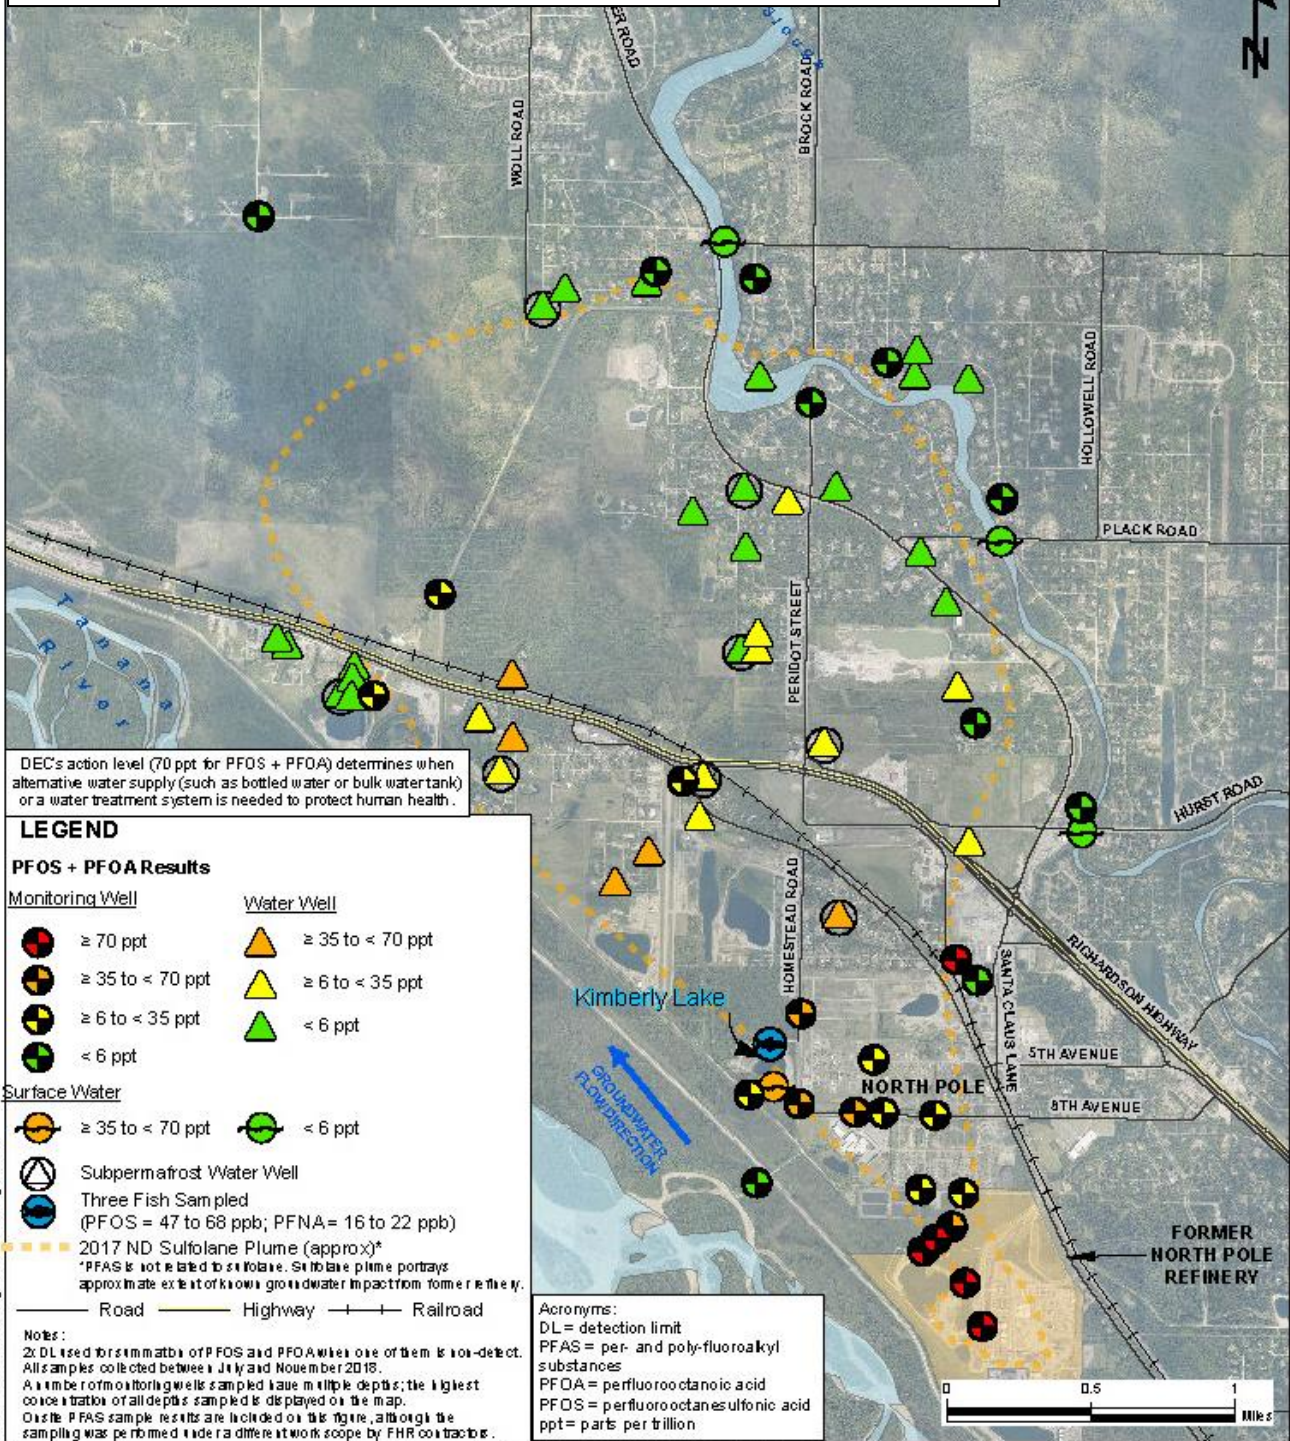 Slough
ER ROAD
BROCK ROAD
WOLL ROAD
N
HOLLOWELL ROAD
PLACK ROAD
PERIDOT STREET
Tanana
River
HURST ROAD
DEC's action level (70 ppt for PFOS + PFOA) determines when
alternative water supply (such as bottled water or bulk water tank)
or a water treatment system is needed to protect human health.
LEGEND
PFOS + PFOA Results
Monitoring Well
≥ 70 ppt
≥ 35 to < 70 ppt
≥ 6 to < 35 ppt
< 6 ppt
Water Well
≥ 35 to < 70 ppt
≥ 6 to < 35 ppt
< 6 ppt
Surface Water
≥ 35 to < 70 ppt
< 6 ppt
Subpermafrost Water Well
Three Fish Sampled
(PFOS = 47 to 68 ppb; PFNA = 16 to 22 ppb)
2017 ND Sulfolane Plume (approx)*
*PFAS is not related to sulfolane. Sulfolane plume portrays
approximate extent of known groundwater impact from former refinery.
Road
Highway
Railroad
Notes:
2x DL used for summation of PFOS and PFOA when one of them is non-detect.
All samples collected between July and November 2018.
A number of monitoring wells sampled have multiple depths; the highest
concentration of all depths sampled is displayed on the map.
Onsite PFAS sample results are included on this figure, although the
sampling was performed under a different work scope by FHR contractors.
HOMESTEAD ROAD
SANTA CLAUS LANE
RICHARDSON HIGHWAY
Kimberly Lake
5TH AVENUE
NORTH POLE
8TH AVENUE
GROUNDWATER
FLOW DIRECTION
FORMER
NORTH POLE
REFINERY
Acronyms:
DL = detection limit
PFAS = per- and poly-fluoroalkyl
substances
PFOA = perfluorooctanoic acid
PFOS = perfluorooctanesulfonic acid
ppt = parts per trillion
0 0.5 1
Miles